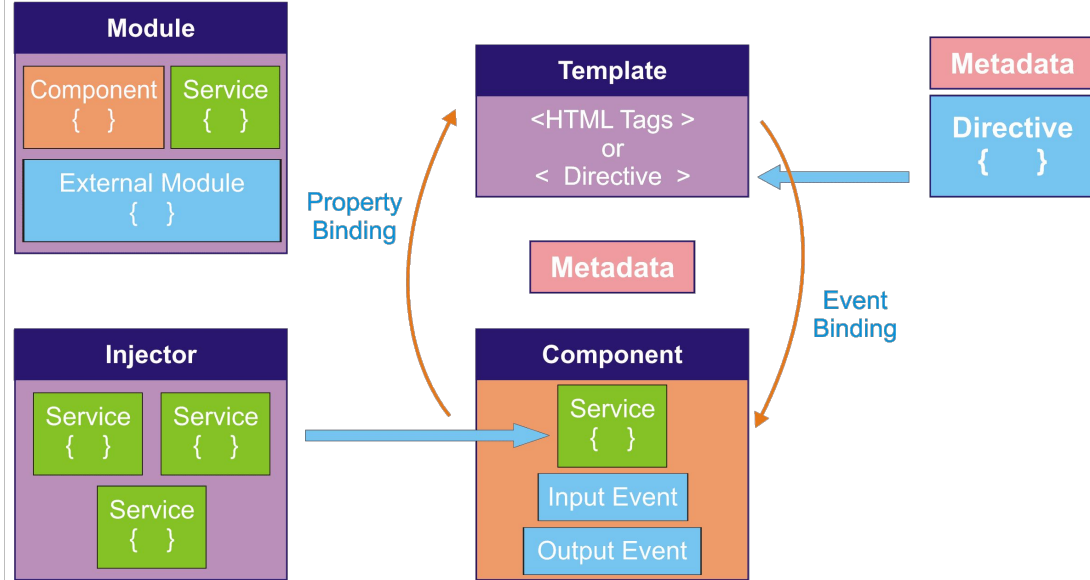 Module
Component
{ }
Service
{ }
External Module
{ }
Template
<HTML Tags >
or
< Directive >
Metadata
Directive
{ }
Property
Binding
Metadata
Event
Binding
Injector
Service
{ }
Service
{ }
Service
{ }
Component
Service
{ }
Input Event
Output Event